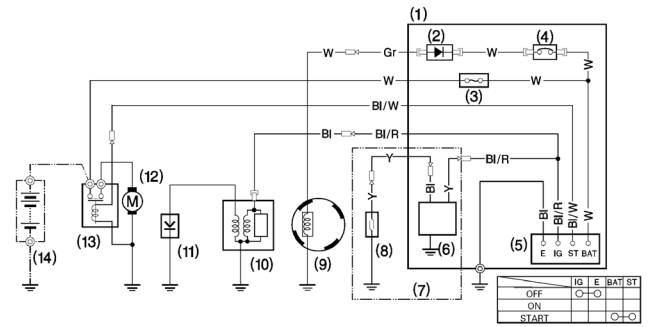 (1)
(2)
(4)
W Gr W
W
W W
(3)
Bl/W
Bl Bl/R
Y
Bl/R
(12)
M
Y
Bl
Y
Bl
Bl/R
Bl/W
W
(13)
(14)
(11)
(10)
(9)
(8)
(6)
(5)
E IG ST BAT
(7)
IG E BAT ST
OFF
ON
START